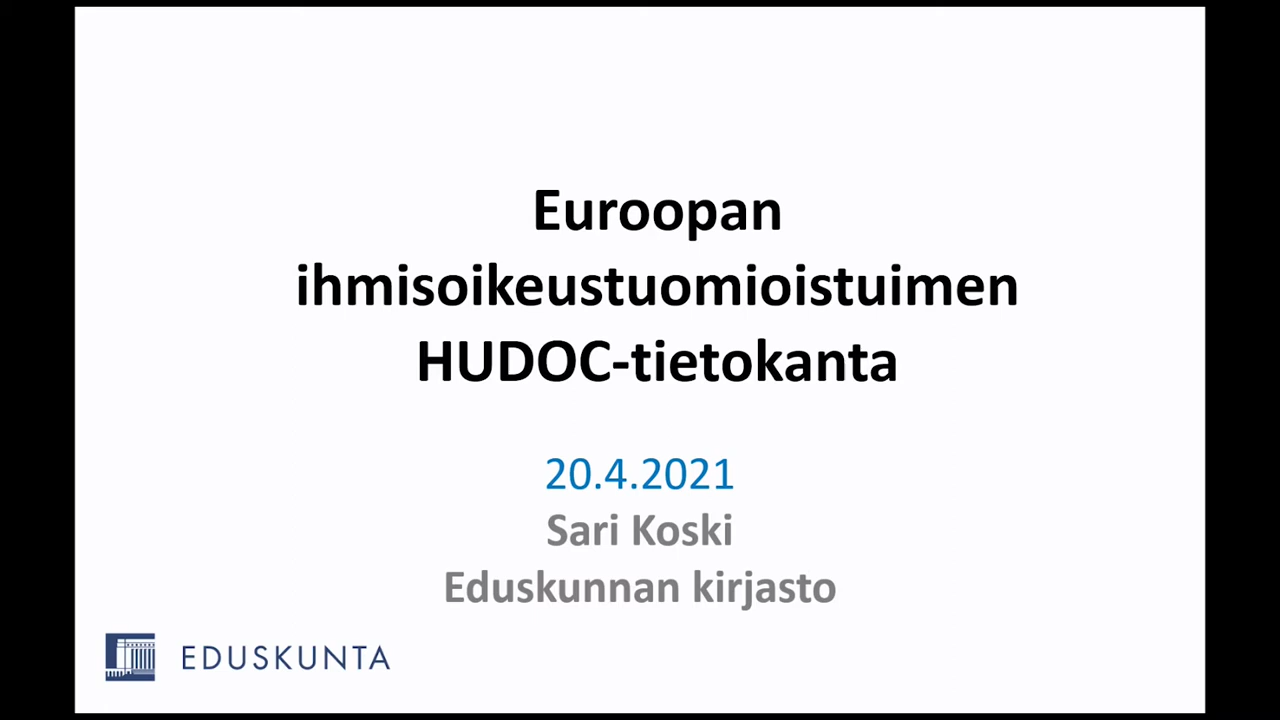 Euroopan
ihmisoikeustuomioistuimen
HUDOC-tietokanta
20.4.2021
Sari Koski
Eduskunnan kirjasto
EDUSKUNTA